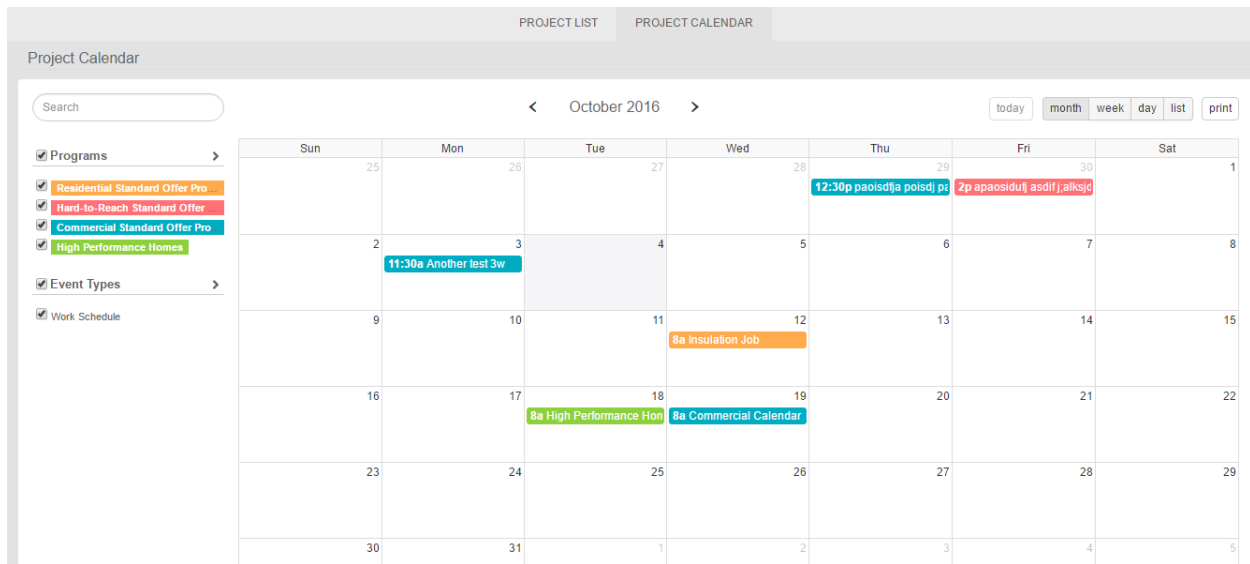 PROJECT LIST PROJECT CALENDAR
Project Calendar
Search
< October 2016 >
today month week day list print
Programs >
Residential Standard Offer Pro...
Hard-to-Reach Standard Offer
Commercial Standard Offer Pro
High Performance Homes
Event Types >
Work Schedule
Sun Mon Tue Wed Thu Fri Sat
25 26 27 28 29 30 1
12:30p paoisdfja poisdj pa 2p apaosidufj asdif j;alksjd
2 3 4 5 6 7 8
11:30a Another test 3w
9 10 11 12 13 14 15
8a Insulation Job
16 17 18 19 20 21 22
8a High Performance Hon 8a Commercial Calendar
23 24 25 26 27 28 29
30 31 1 2 3 4 5